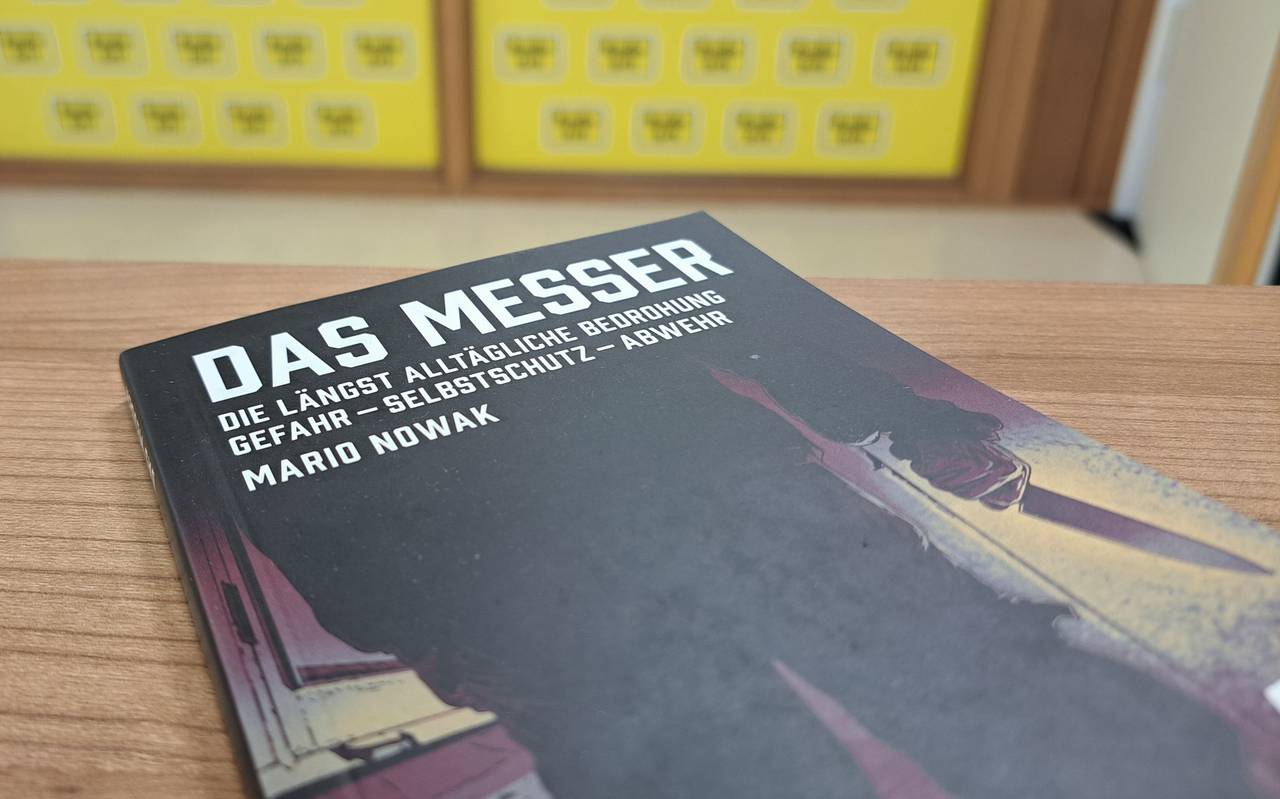 DAS MESSER
DIE LÄNGST ALLTÄGLICHE BEDROHUNG
GEFAHR – SELBSTSCHUTZ – ABWEHR
MARIO NOWAK